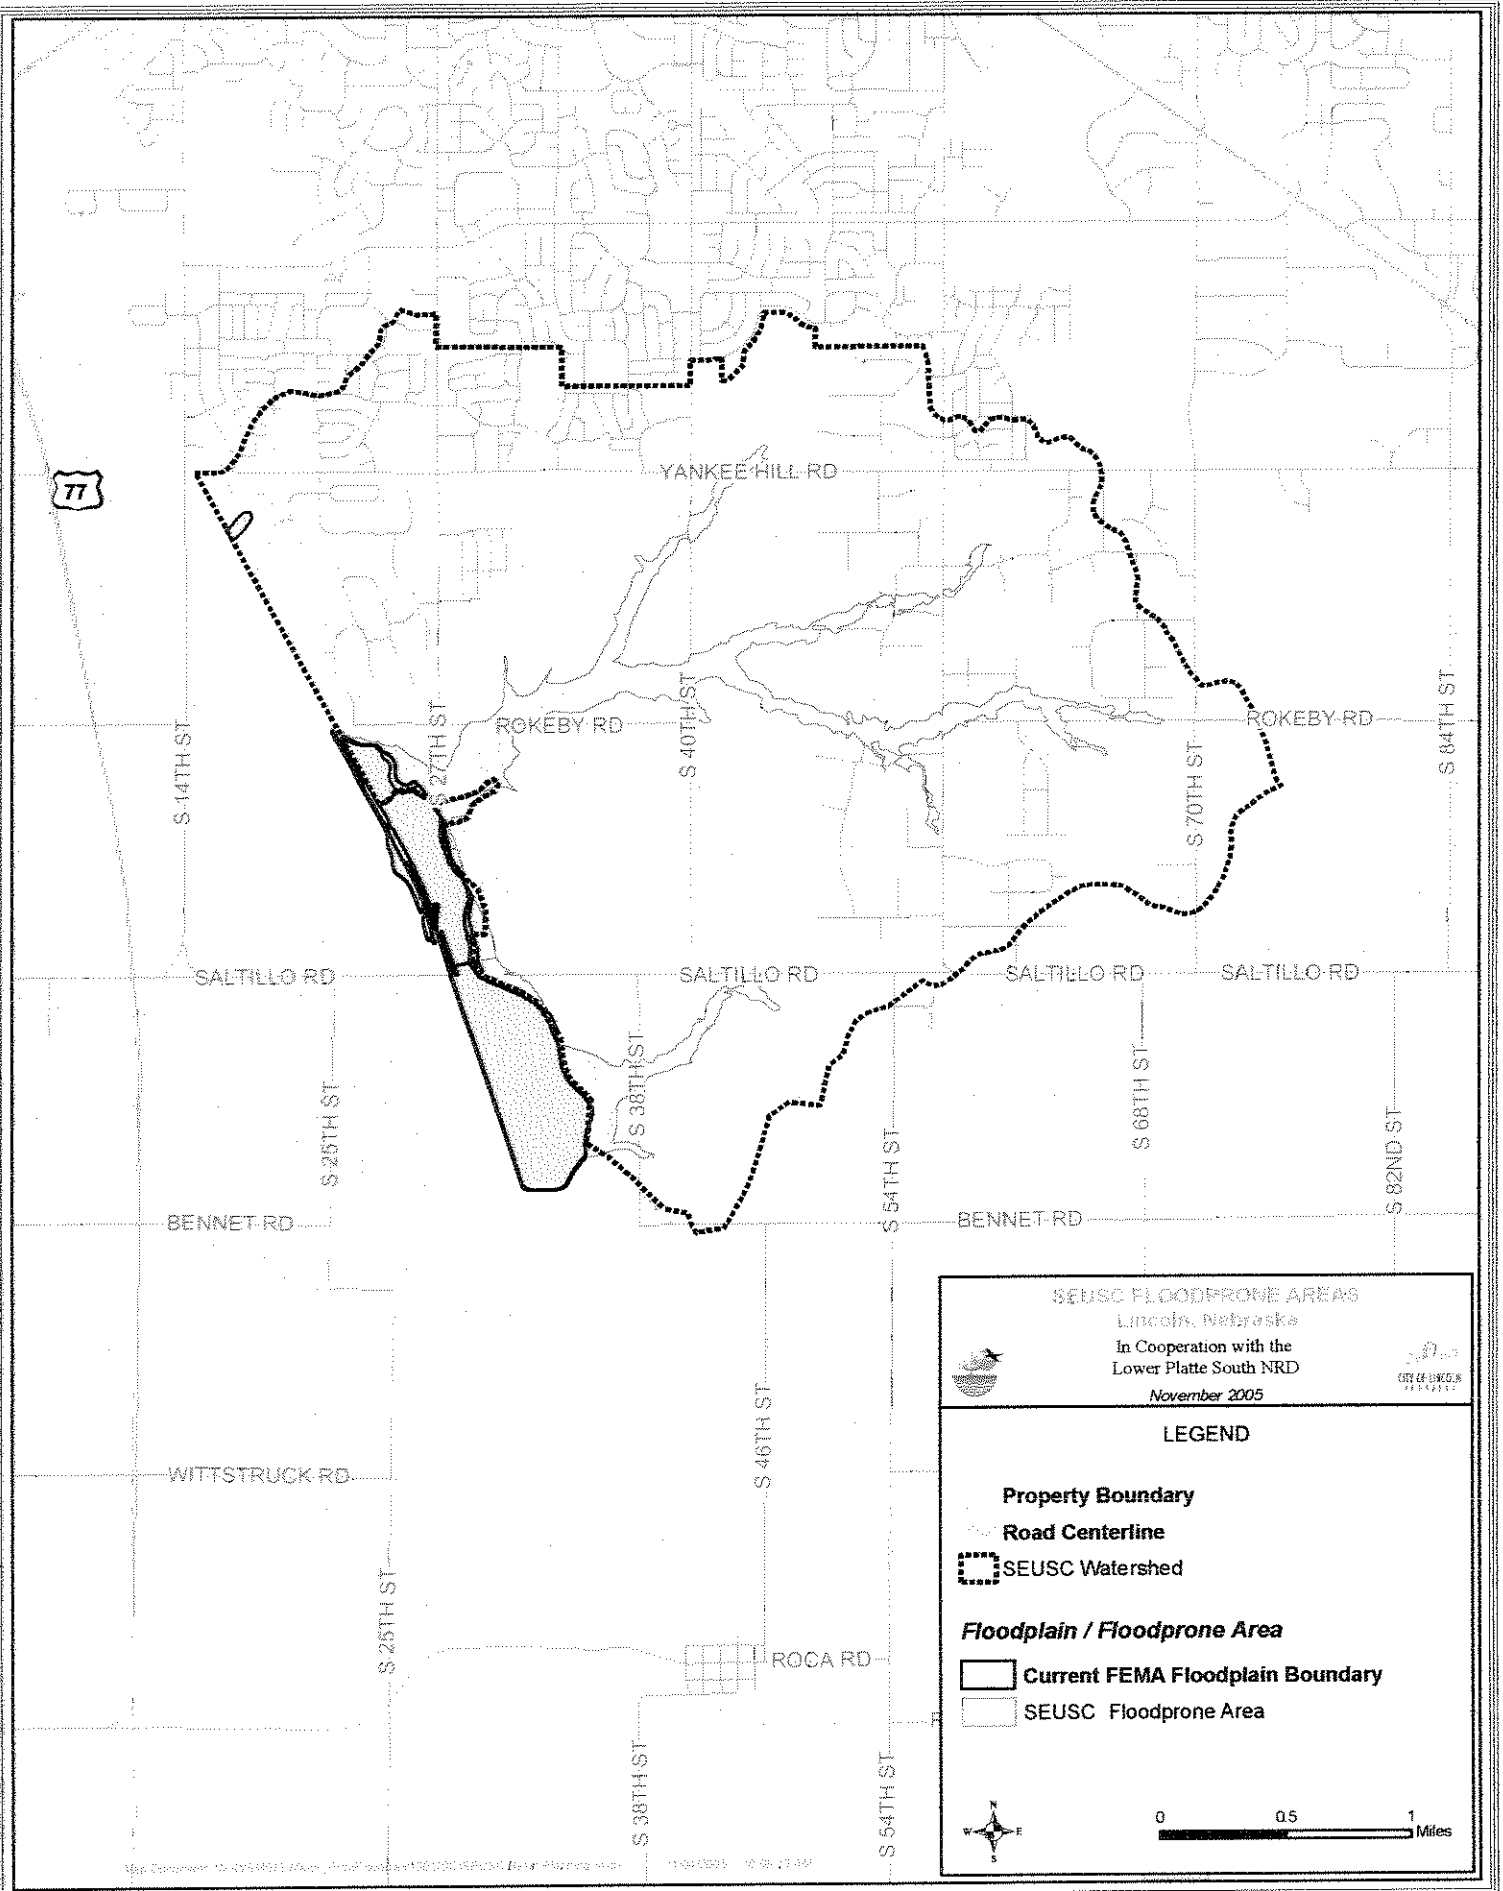 YANKEE HILL RD
77
S 14TH ST
S 27TH ST
ROKEBY RD
S 40TH ST
S 70TH ST
ROKEBY RD
S 84TH ST
SALTILLO RD
SALTILLO RD
SALTILLO RD
SALTILLO RD
S 25TH ST
S 38TH ST
S 54TH ST
S 68TH ST
S 82ND ST
BENNET RD
BENNET RD
WITTSTRUCK RD
S 46TH ST
S 25TH ST
ROCA RD
S 38TH ST
S 54TH ST
SEUSC FLOODPRONE AREAS
Lincoln, Nebraska
In Cooperation with the
Lower Platte South NRD
November 2005
CITY OF LINCOLN
LEGEND
Property Boundary
Road Centerline
SEUSC Watershed
Floodplain / Floodprone Area
Current FEMA Floodplain Boundary
SEUSC Floodprone Area
N
W E
S
0 0.5 1
Miles